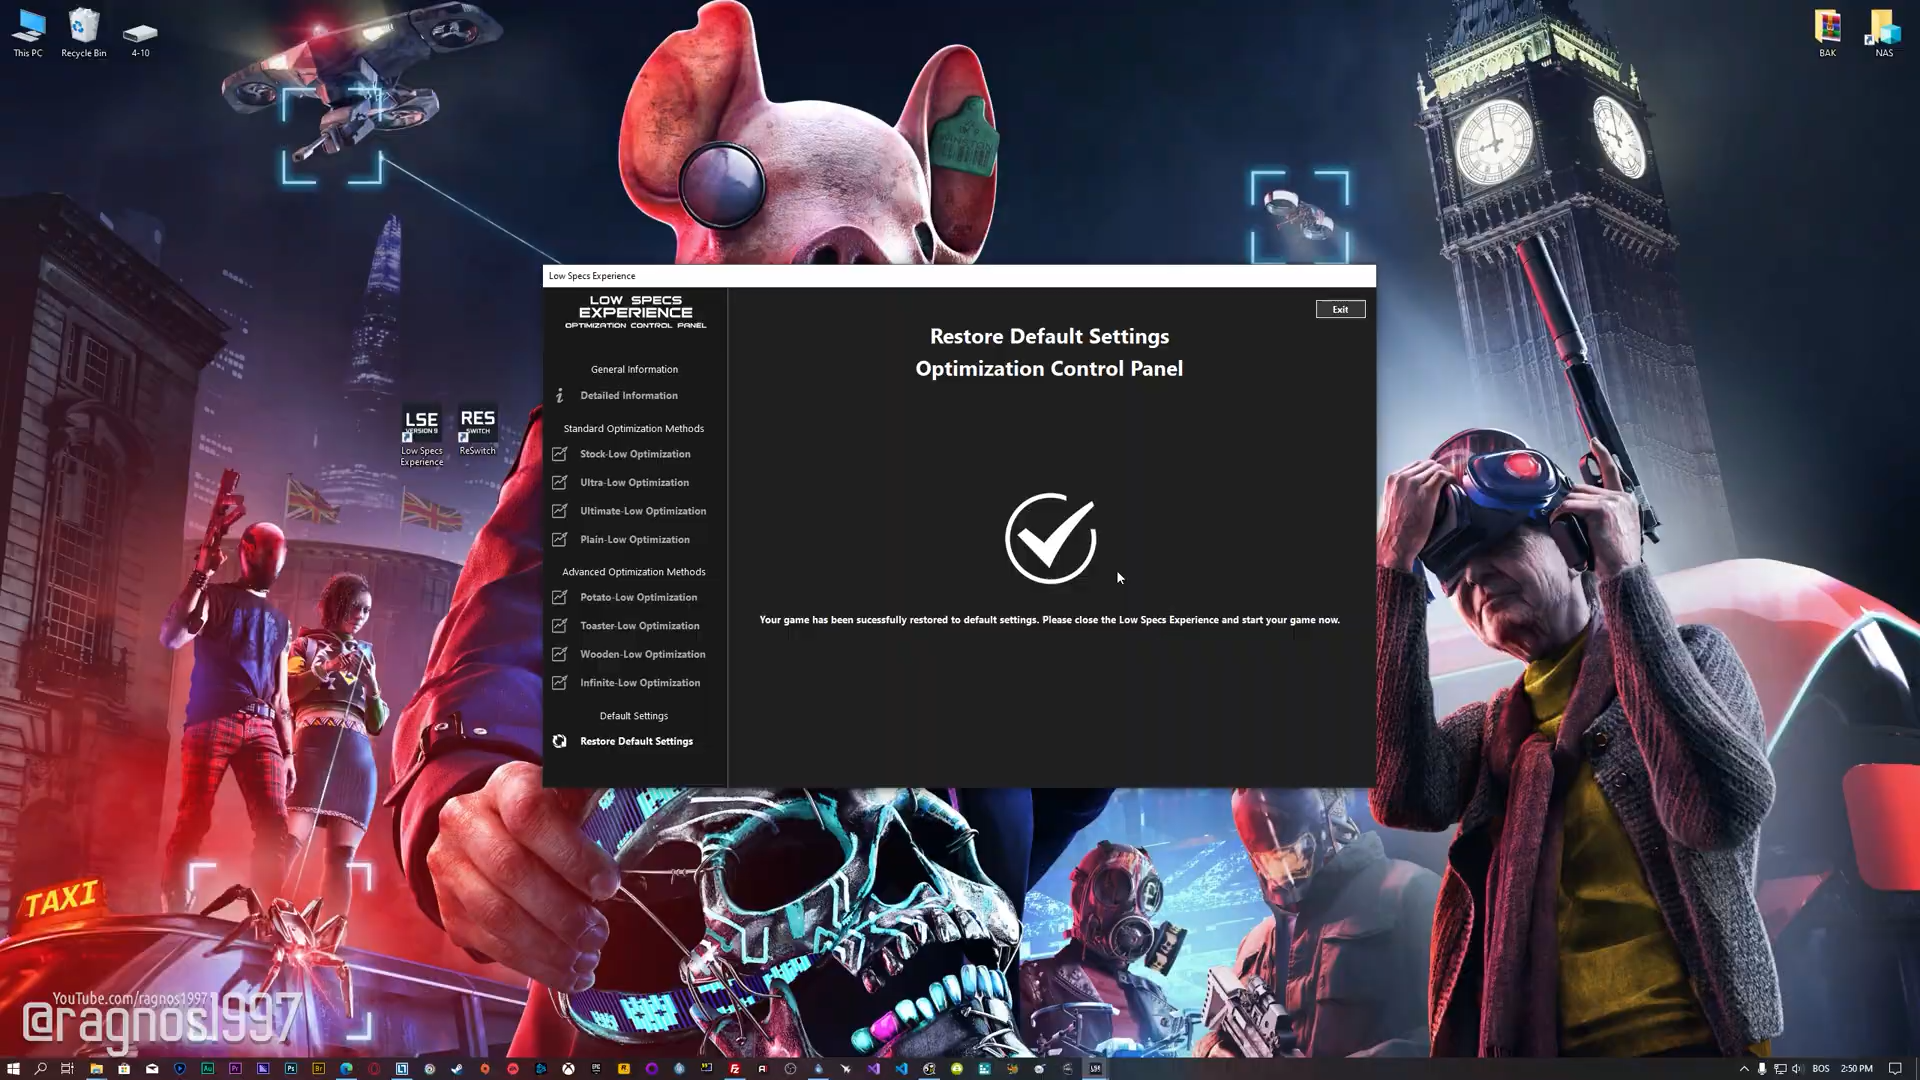 This PC
Recycle Bin
4-10
BAK
NAS
WINSTON
LSE
VERSION 9
Low Specs
Experience
RES
SWITCH
ReSwitch
Low Specs Experience
LOW SPECS
EXPERIENCE
OPTIMIZATION CONTROL PANEL
General Information
Detailed Information
Standard Optimization Methods
Stock-Low Optimization
Ultra-Low Optimization
Ultimate-Low Optimization
Plain-Low Optimization
Advanced Optimization Methods
Potato-Low Optimization
Toaster-Low Optimization
Wooden-Low Optimization
Infinite-Low Optimization
Default Settings
Restore Default Settings
Exit
Restore Default Settings
Optimization Control Panel
Your game has been sucessfully restored to default settings. Please close the Low Specs Experience and start your game now.
TAXI
YouTube.com/ragnos1997
@ragnos1997
BOS
2:50 PM